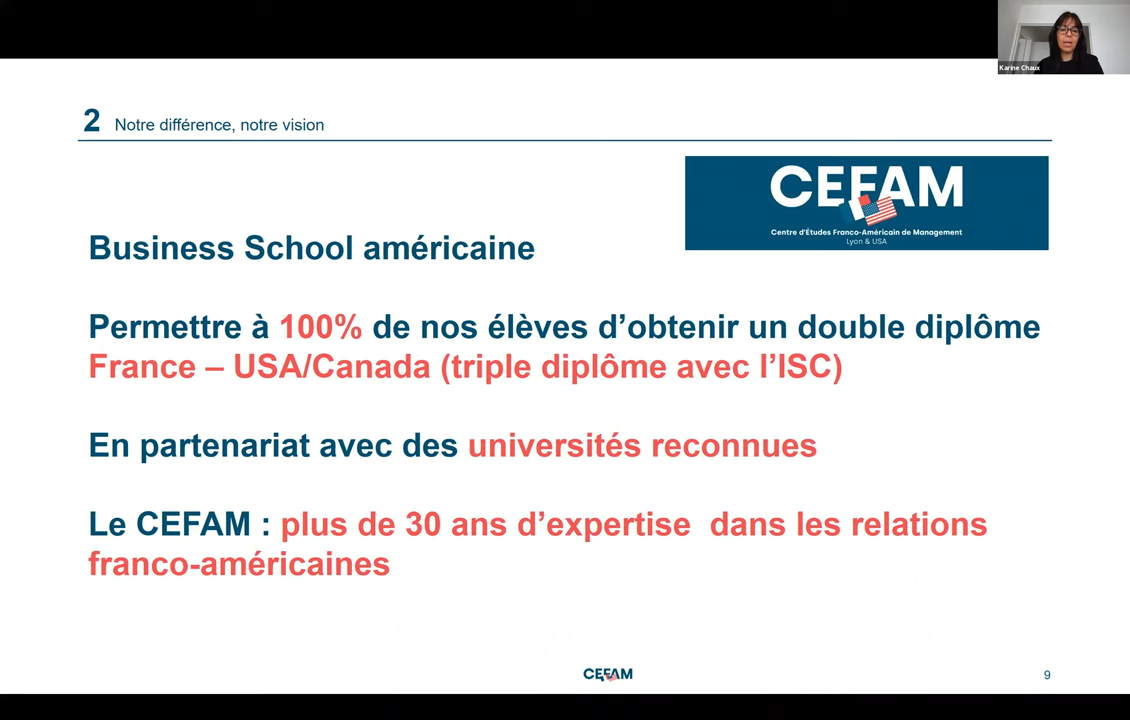 Karine Chaux
2 Notre différence, notre vision
CEFAM
Centre d'Études Franco-Américain de Management
Lyon & USA
Business School américaine
Permettre à 100% de nos élèves d’obtenir un double diplôme
France – USA/Canada (triple diplôme avec l’ISC)
En partenariat avec des universités reconnues
Le CEFAM : plus de 30 ans d’expertise dans les relations
franco-américaines
CEFAM
9